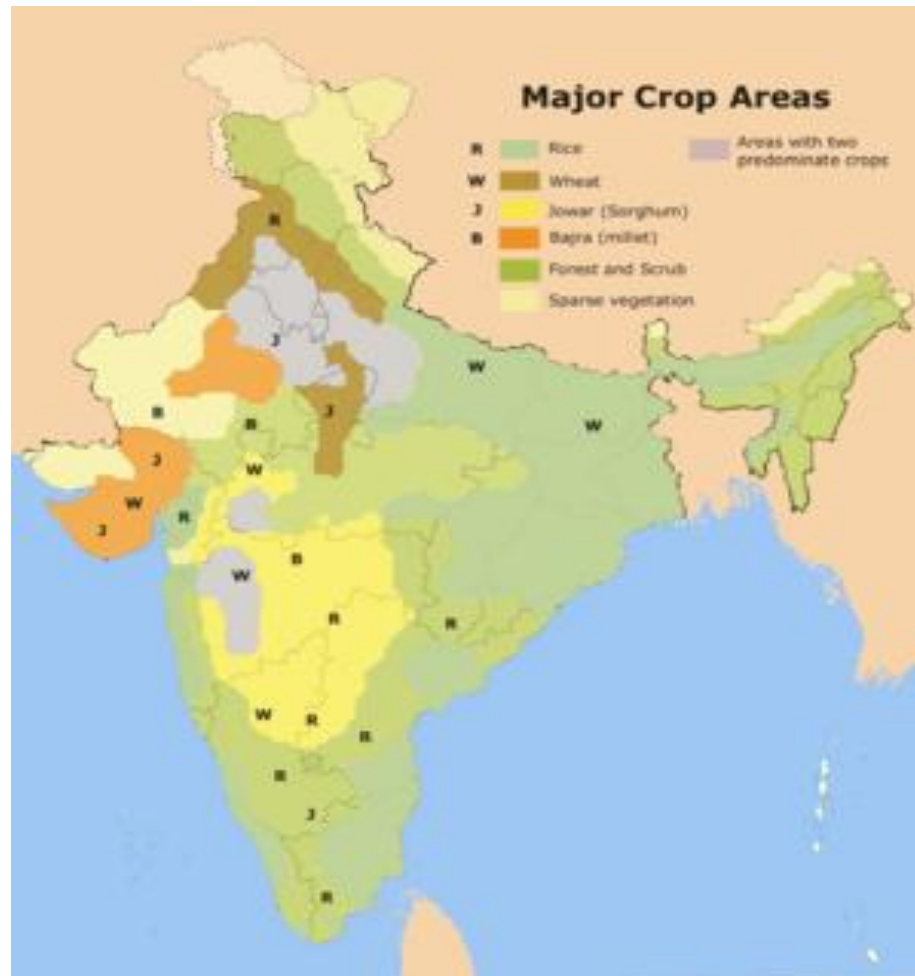 Major Crop Areas
R Rice
W Wheat
J Jowar (Sorghum)
B Bajra (millet)
Forest and Scrub
Sparse vegetation
Areas with two
predominate crops
R
J
W
J
W
B
B
J
W
W
R
J
B
W
R
R
W
R
B
B
J
R